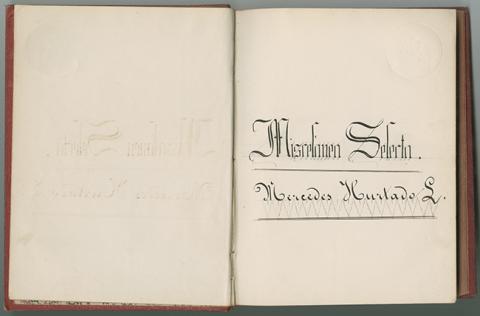 Miscelánea Selecta.
Mercedes Hurtado L.